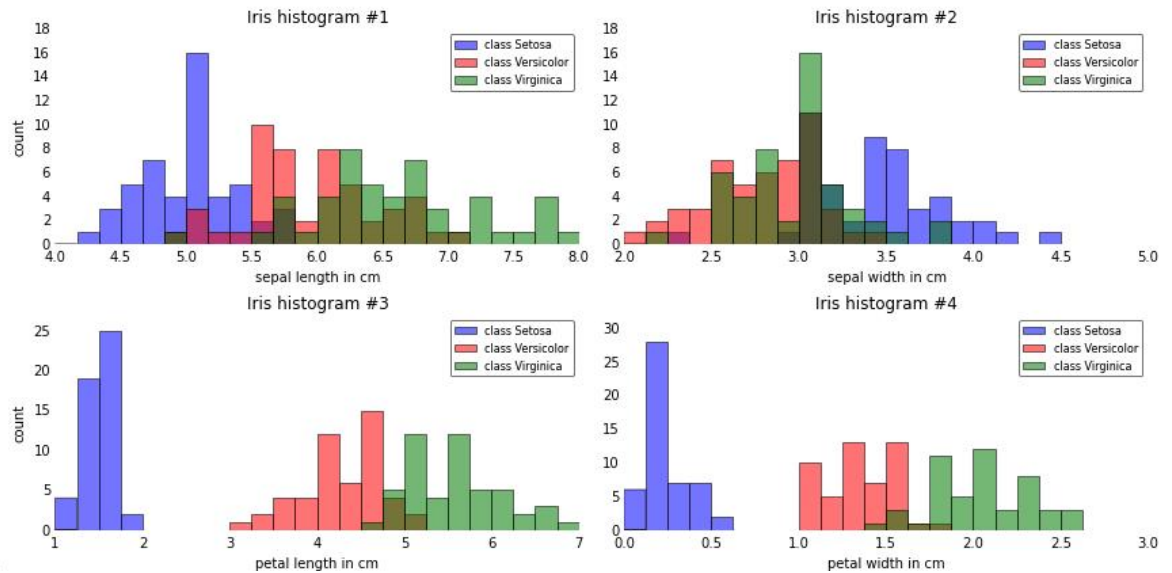 Iris histogram #1
18
16
14
12
10
8
6
4
2
0
count
4.0 4.5 5.0 5.5 6.0 6.5 7.0 7.5 8.0
sepal length in cm
class Setosa
class Versicolor
class Virginica
Iris histogram #2
18
16
14
12
10
8
6
4
2
0
2.0 2.5 3.0 3.5 4.0 4.5 5.0
sepal width in cm
class Setosa
class Versicolor
class Virginica
Iris histogram #3
25
20
15
10
5
0
count
1 2 3 4 5 6 7
petal length in cm
class Setosa
class Versicolor
class Virginica
Iris histogram #4
30
25
20
15
10
5
0
0.0 0.5 1.0 1.5 2.0 2.5 3.0
petal width in cm
class Setosa
class Versicolor
class Virginica